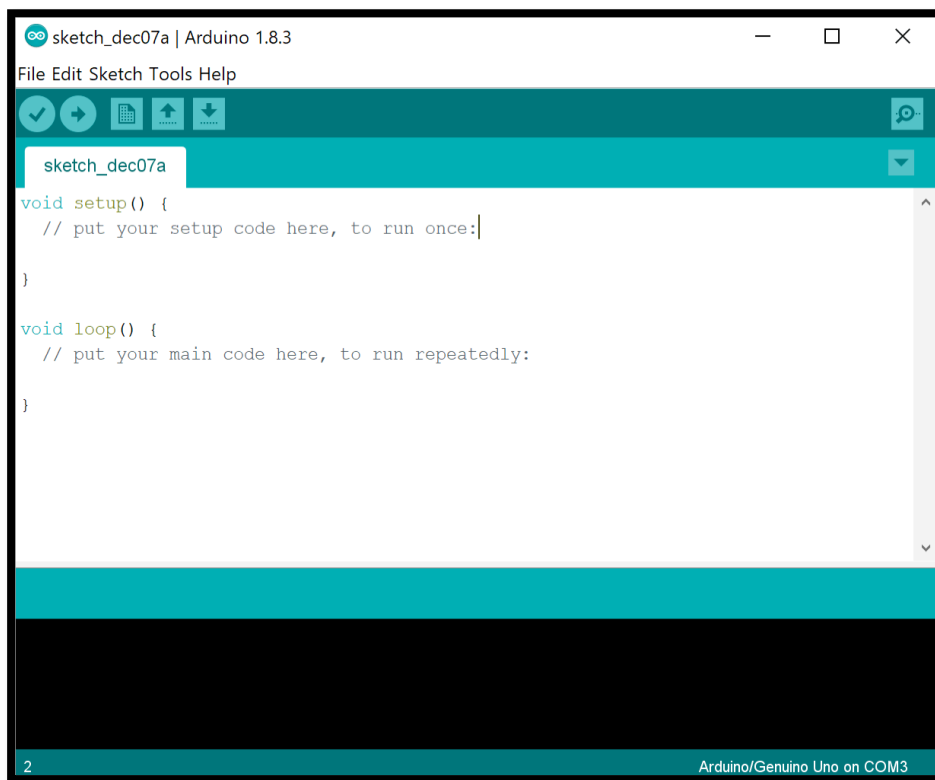 sketch_dec07a | Arduino 1.8.3
File Edit Sketch Tools Help
sketch_dec07a
void setup() {
  // put your setup code here, to run once:
}
void loop() {
  // put your main code here, to run repeatedly:
}
2 Arduino/Genuino Uno on COM3